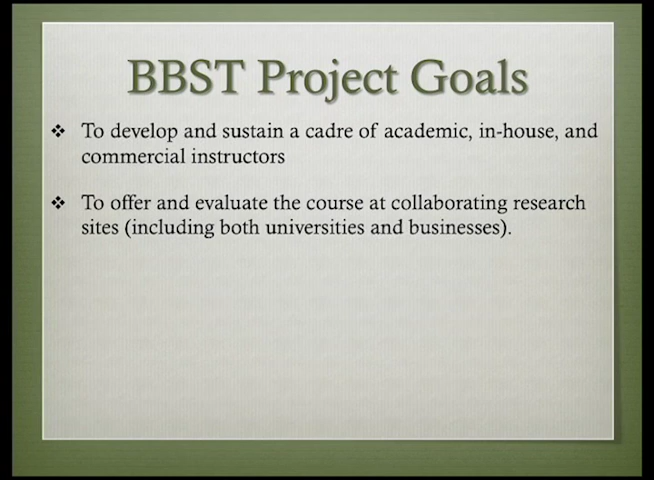 BBST Project Goals
❖ To develop and sustain a cadre of academic, in-house, and
commercial instructors
❖ To offer and evaluate the course at collaborating research
sites (including both universities and businesses).